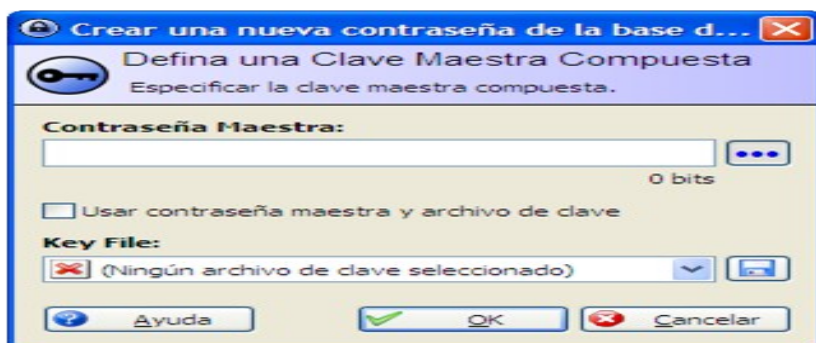 Crear una nueva contraseña de la base d...
Defina una Clave Maestra Compuesta
Especificar la clave maestra compuesta.
Contraseña Maestra:
0 bits
Usar contraseña maestra y archivo de clave
Key File:
(Ningún archivo de clave seleccionado)
Ayuda
OK
Cancelar